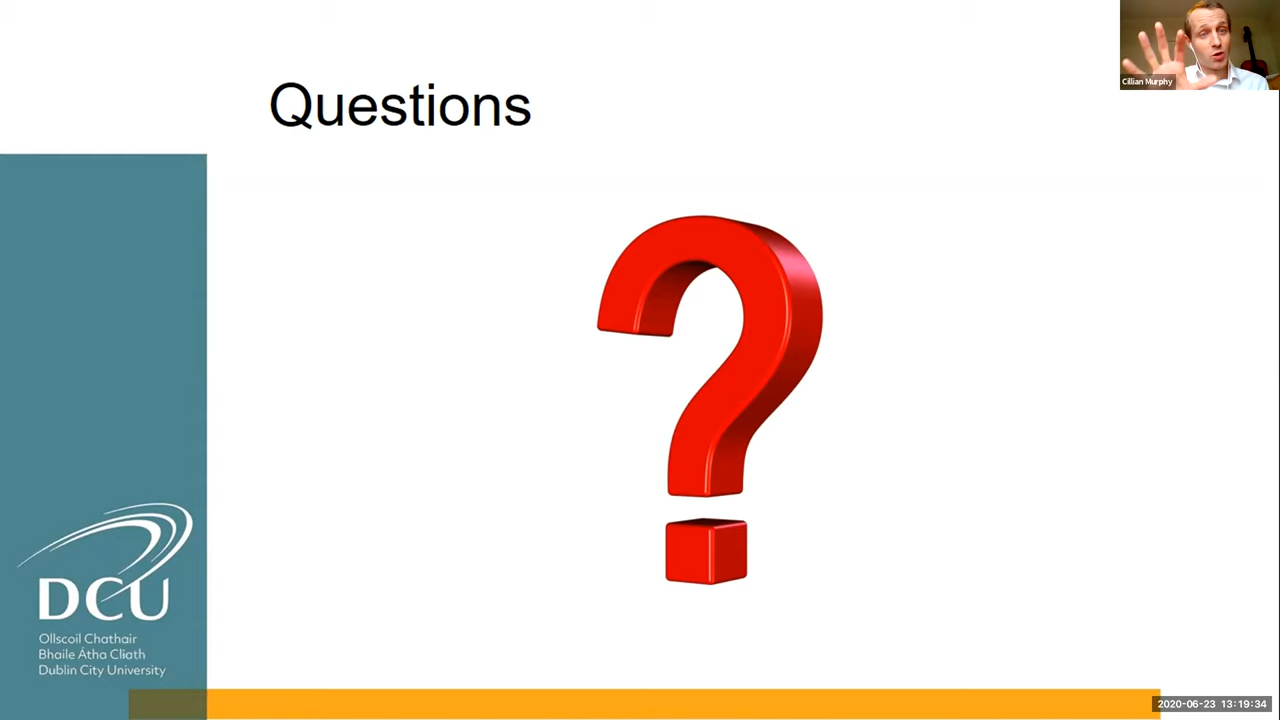 Questions
Cillian Murphy
DCU
Ollscoil Chathair
Bhaile Átha Cliath
Dublin City University
2020-06-23 13:19:34